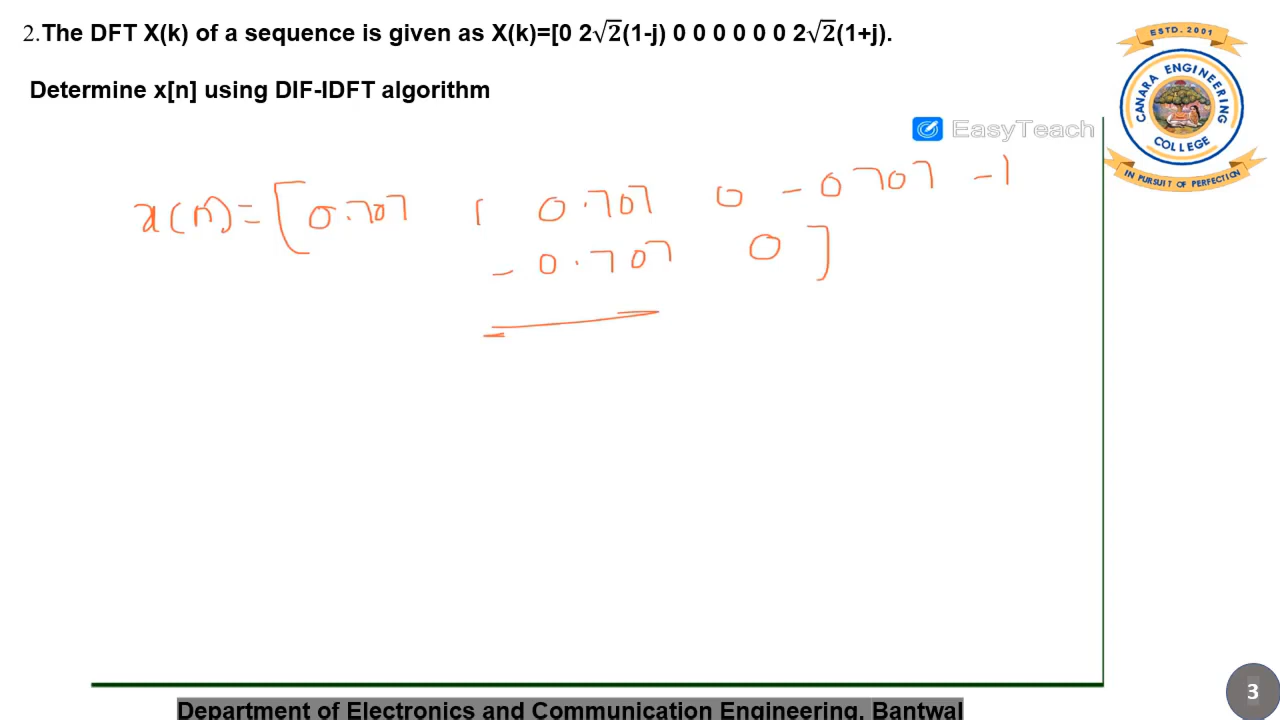 2.The DFT X(k) of a sequence is given as X(k)=[0 2√2(1-j) 0 0 0 0 0 0 2√2(1+j).
Determine x[n] using DIF-IDFT algorithm
EasyTeach
x(n)= [0.707 1 0.707 0 -0707 -1
-0.707 0]
ESTD. 2001
CANARA ENGINEERING
COLLEGE
IN PURSUIT OF PERFECTION
Department of Electronics and Communication Engineering, Bantwal
3